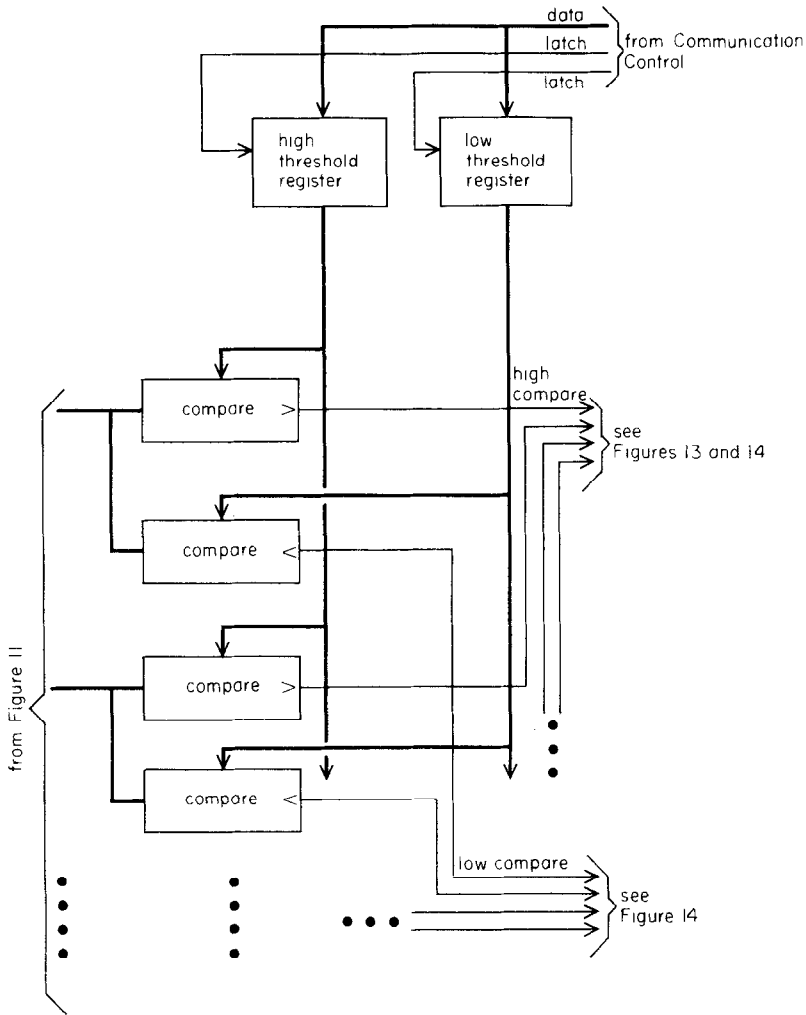 data
latch
latch
from Communication
Control
high
threshold
register
low
threshold
register
compare >
high
compare
see
Figures 13 and 14
compare <
compare >
from Figure 11
compare <
low compare
see
Figure 14